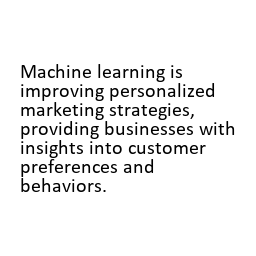 Machine learning is
improving personalized
marketing strategies,
providing businesses with
insights into customer
preferences and
behaviors.